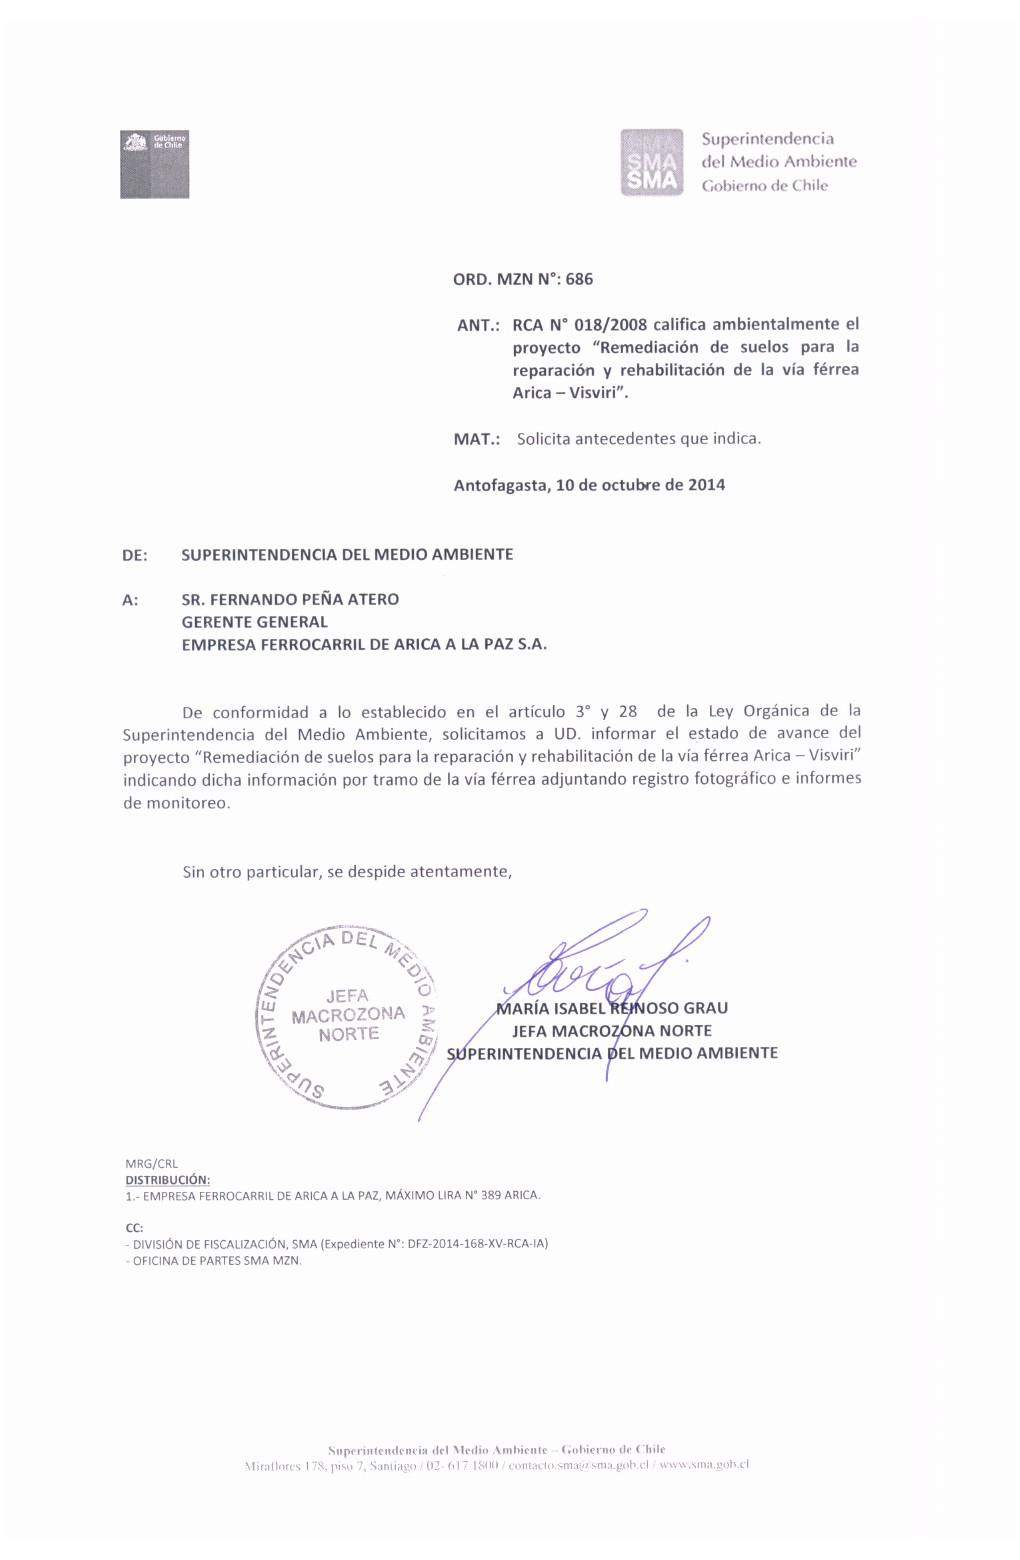 Gobierno
de Chile
SMA
SMA
Superintendencia
del Medio Ambiente
Gobierno de Chile
ORD. MZN N°: 686
ANT.: RCA N° 018/2008 califica ambientalmente el
proyecto “Remediación de suelos para la
reparación y rehabilitación de la vía férrea
Arica – Visviri”.
MAT.: Solicita antecedentes que indica.
Antofagasta, 10 de octubre de 2014
DE: SUPERINTENDENCIA DEL MEDIO AMBIENTE
A: SR. FERNANDO PEÑA ATERO
GERENTE GENERAL
EMPRESA FERROCARRIL DE ARICA A LA PAZ S.A.
De conformidad a lo establecido en el artículo 3° y 28 de la Ley Orgánica de la
Superintendencia del Medio Ambiente, solicitamos a UD. informar el estado de avance del
proyecto “Remediación de suelos para la reparación y rehabilitación de la vía férrea Arica – Visviri”
indicando dicha información por tramo de la vía férrea adjuntando registro fotográfico e informes
de monitoreo.
Sin otro particular, se despide atentamente,
SUPERINTENDENCIA DEL MEDIO AMBIENTE
JEFA
MACROZONA
NORTE
MARÍA ISABEL REINOSO GRAU
JEFA MACROZONA NORTE
SUPERINTENDENCIA DEL MEDIO AMBIENTE
MRG/CRL
DISTRIBUCIÓN:
1.- EMPRESA FERROCARRIL DE ARICA A LA PAZ, MÁXIMO LIRA N° 389 ARICA.
CC:
- DIVISIÓN DE FISCALIZACIÓN, SMA (Expediente N°: DFZ-2014-168-XV-RCA-IA)
- OFICINA DE PARTES SMA MZN.
Superintendencia del Medio Ambiente – Gobierno de Chile
Miraflores 178, piso 7, Santiago / 02- 617 1800 / contacto.sma@sma.gob.cl / www.sma.gob.cl